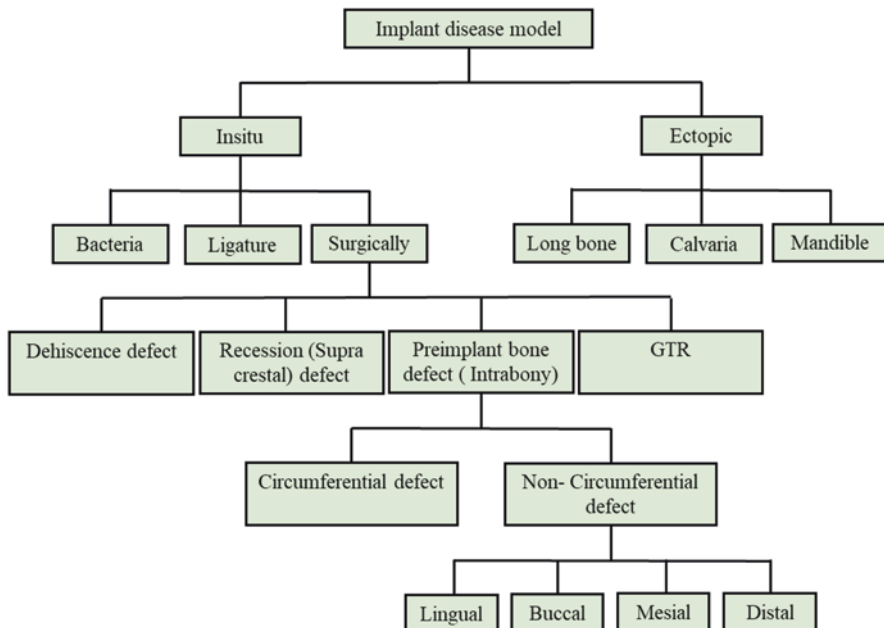 Implant disease model
Insitu
Ectopic
Bacteria
Ligature
Surgically
Long bone
Calvaria
Mandible
Dehiscence defect
Recession (Supra
crestal) defect
Preimplant bone
defect ( Intrabony)
GTR
Circumferential defect
Non- Circumferential
defect
Lingual
Buccal
Mesial
Distal